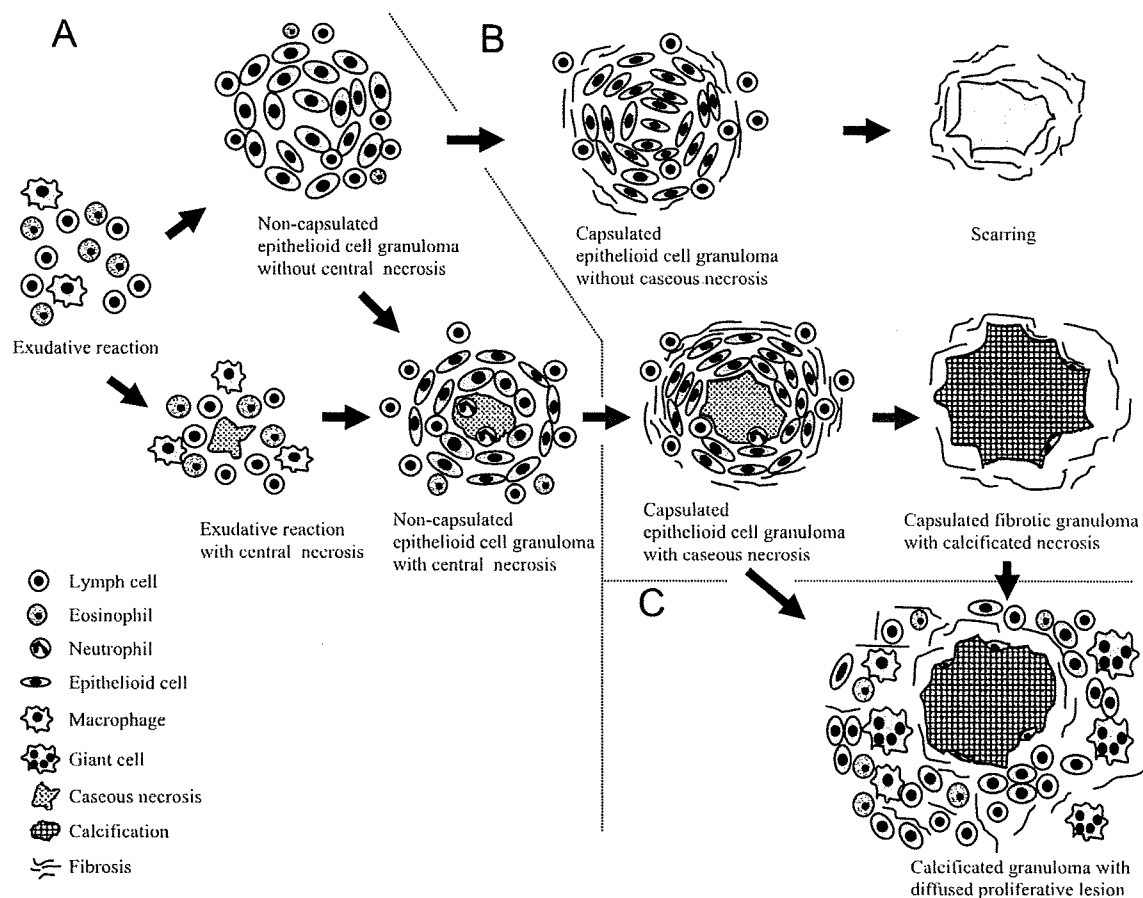 A
B
Non-capsulated
epithelioid cell granuloma
without central necrosis
Capsulated
epithelioid cell granuloma
without caseous necrosis
Scarring
Exudative reaction
Exudative reaction
with central necrosis
Non-capsulated
epithelioid cell granuloma
with central necrosis
Capsulated
epithelioid cell granuloma
with caseous necrosis
Capsulated fibrotic granuloma
with calcificated necrosis
C
Lymph cell
Eosinophil
Neutrophil
Epithelioid cell
Macrophage
Giant cell
Caseous necrosis
Calcification
Fibrosis
Calcificated granuloma with
diffused proliferative lesion